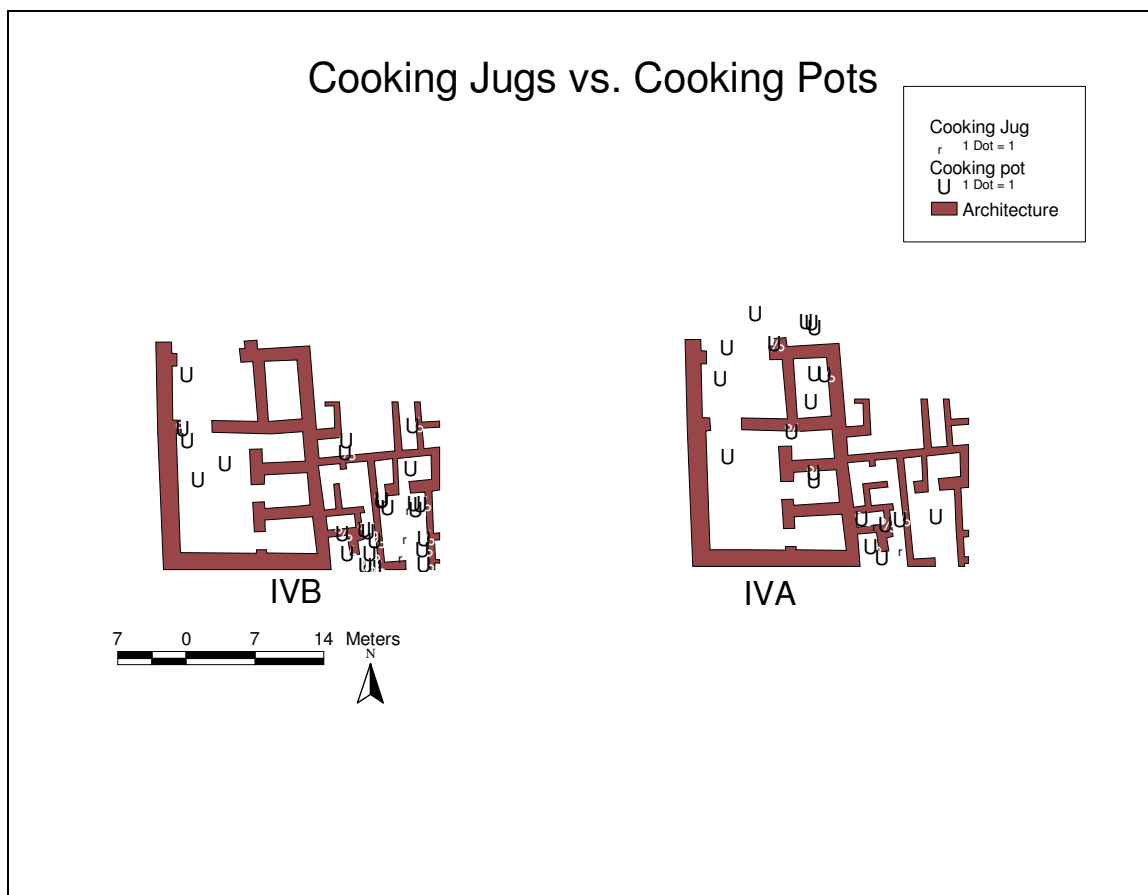 Cooking Jugs vs. Cooking Pots
Cooking Jug
r 1 Dot = 1
Cooking pot
U 1 Dot = 1
Architecture
IVB
IVA
7 0 7 14 Meters
N